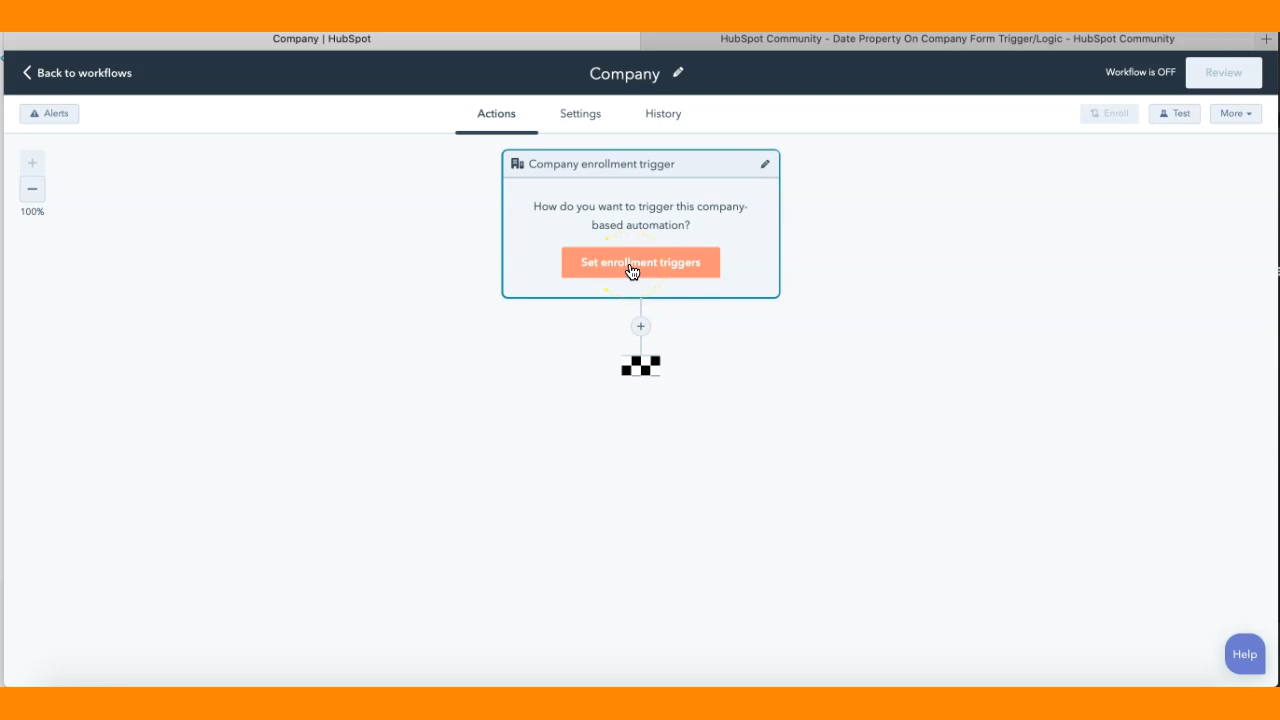 Company | HubSpot
HubSpot Community - Date Property On Company Form Trigger/Logic - HubSpot Community
Back to workflows
Company
Workflow is OFF
Review
Alerts
Actions
Settings
History
Enroll
Test
More
Company enrollment trigger
100%
How do you want to trigger this company-
based automation?
Set enrollment triggers
Help